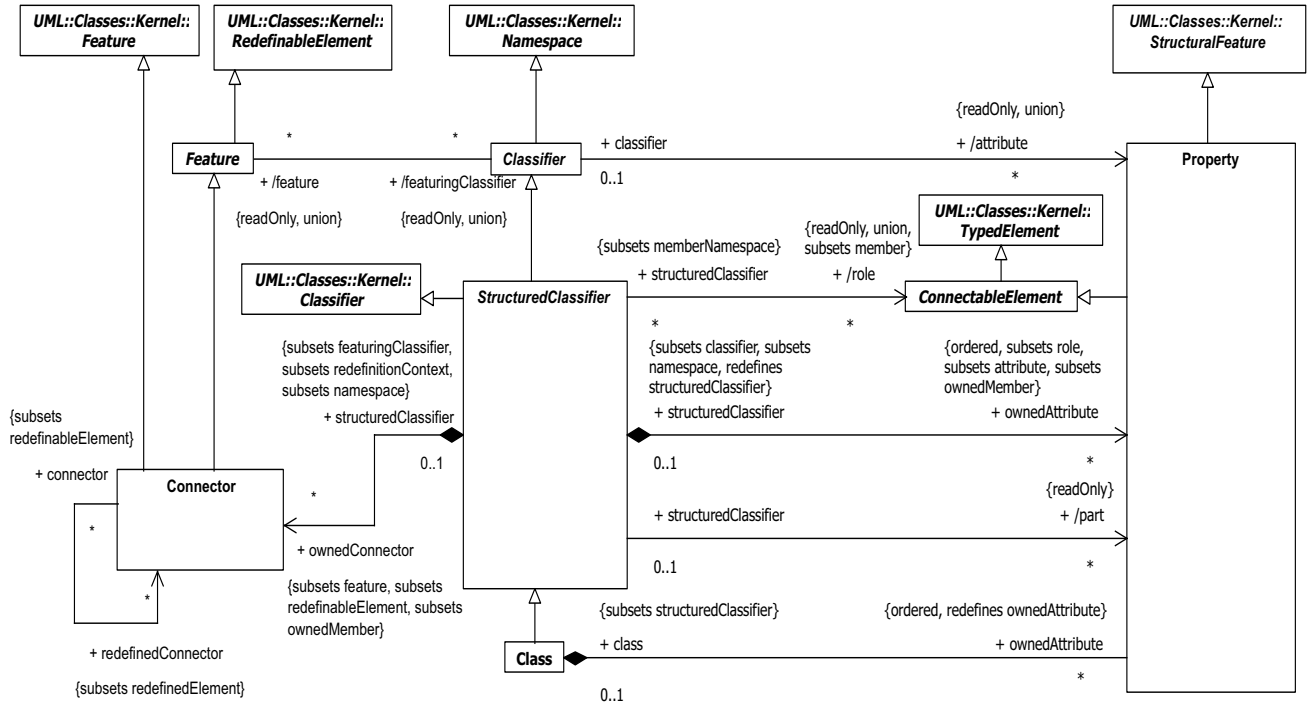 UML::Classes::Kernel::
Feature
UML::Classes::Kernel::
RedefinableElement
UML::Classes::Kernel::
Namespace
UML::Classes::Kernel::
StructuralFeature
{readOnly, union}
*
*
+ classifier
+ /attribute
Feature
Classifier
Property
+ /feature
+ /featuringClassifier
0..1
*
{readOnly, union}
{readOnly, union}
UML::Classes::Kernel::
TypedElement
{subsets memberNamespace}
{readOnly, union,
subsets member}
+ structuredClassifier
+ /role
UML::Classes::Kernel::
Classifier
StructuredClassifier
ConnectableElement
*
*
*
{subsets featuringClassifier,
subsets redefinitionContext,
subsets namespace}
+ structuredClassifier
{subsets classifier, subsets
namespace, redefines
structuredClassifier}
+ structuredClassifier
{ordered, subsets role,
subsets attribute, subsets
ownedMember}
+ ownedAttribute
{subsets
redefinableElement}
+ connector
0..1
0..1
*
Connector
*
*
{readOnly}
+ structuredClassifier
+ /part
+ ownedConnector
0..1
*
{subsets feature, subsets
redefinableElement, subsets
ownedMember}
*
{subsets structuredClassifier}
{ordered, redefines ownedAttribute}
+ redefinedConnector
{subsets redefinedElement}
Class
+ class
+ ownedAttribute
0..1
*